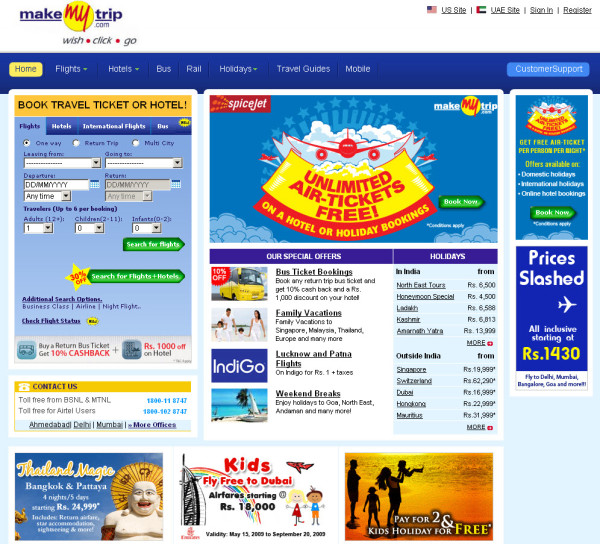 make my trip
.com
wish • click • go
US Site | UAE Site | Sign In | Register
Home Flights Hotels Bus Rail Holidays Travel Guides Mobile CustomerSupport
BOOK TRAVEL TICKET OR HOTEL!
Flights Hotels International Flights Bus
One way Return Trip Multi City
Leaving from: Going to:
Departure: Return:
DD/MM/YYYY DD/MM/YYYY
Any time Any time
Travelers (Up to 6 per booking)
Adults (12+): Children(2-11): Infants(0-2):
1 0 0
Search for flights
30% OFF
Search for Flights+Hotels
Additional Search Options.
Business Class | Airline | Night Flight..
Check Flight Status
Buy a Return Bus Ticket
Get 10% CASHBACK
Rs. 1000 off
on Hotel
CONTACT US
Toll free from BSNL & MTNL 1800-11 8747
Toll free for Airtel Users 1800-102 8747
Ahmedabad| Delhi | Mumbai | » More Offices
spiceJet
make my trip
.com
UNLIMITED
AIR-TICKETS
FREE!
ON A HOTEL OR HOLIDAY BOOKINGS
Book Now
*Conditions apply
OUR SPECIAL OFFERS
10%
OFF
Bus Ticket Bookings
Book any return trip bus ticket and
get 10% cash back and a Rs.
1,000 discount on your hotel!
Family Vacations
Family Vacations to
Singapore, Malaysia, Thailand,
Europe and many more
IndiGo
Lucknow and Patna
Flights
On Indigo for Rs. 1 + taxes
Weekend Breaks
Enjoy holidays to Goa, North East,
Andaman and many more!
HOLIDAYS
In India from
North East Tours Rs. 6,500
Honeymoon Special Rs. 4,500
Ladakh Rs. 6,588
Kashmir Rs. 6,813
Amarnath Yatra Rs. 13,999
MORE
Outside India from
Singapore Rs.19,999*
Switzerland Rs.62,290*
Dubai Rs.16,999*
Hongkong Rs.22,999*
Mauritius Rs.31,999*
MORE
UNLIMITED
AIR-TICKETS
FREE!
GET FREE AIR-TICKET
PER PERSON PER NIGHT*
Offers available on:
• Domestic holidays
• International holidays
• Online hotel bookings
Book Now
*Conditions apply
Prices
Slashed
All inclusive
starting at
Rs.1430
Fly to Delhi, Mumbai,
Bangalore, Goa and more!!!
Thailand Magic
Bangkok & Pattaya
4 nights/5 days
starting Rs. 24,999*
Includes: Return airfare,
star accommodation,
sightseeing & more!
Kids
Fly Free to Dubai
Airfares starting @
Rs. 18,000
Emirates
Validity: May 15, 2009 to September 20, 2009
PAY FOR 2 &
KIDS HOLIDAY FOR FREE*